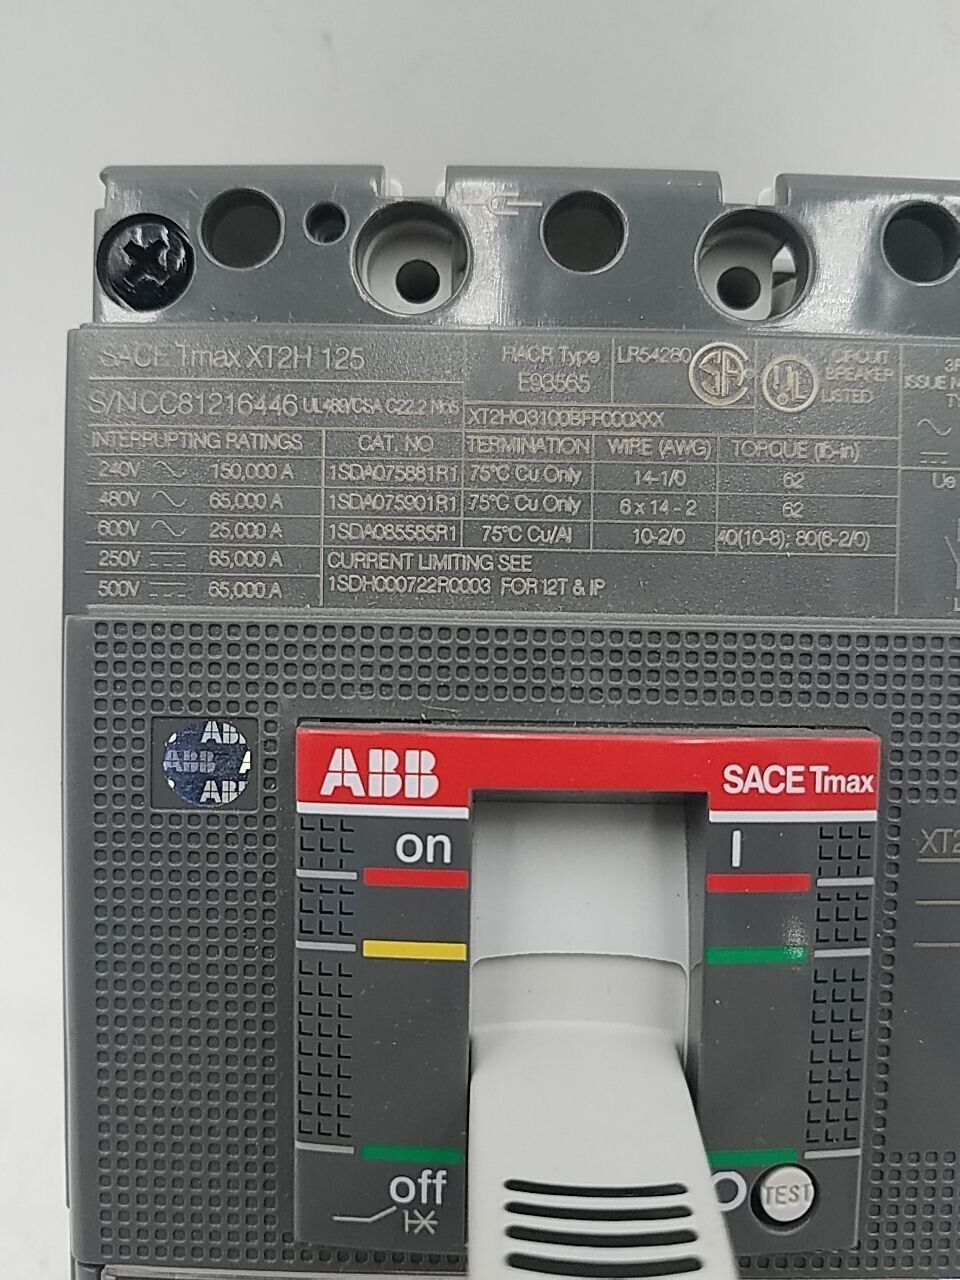 SACE Tmax XT2H 125
HACR Type
E93565
LR54280
CIRCUIT
BREAKER
LISTED
S/N CC81216446 UL489/CSA C22.2 No5
XT2HQ3100BFF000XXX
INTERRUPTING RATINGS CAT. NO TERMINATION WIRE (AWG) TORQUE (lb-in)
240V 150,000 A 1SDA075881R1 75°C Cu Only 14-1/0 62
480V 65,000 A 1SDA075901R1 75°C Cu Only 6 x 14 - 2 62
600V 25,000 A 1SDA085585R1 75°C Cu/Al 10-2/0 40(10-8); 80(6-2/0)
250V 65,000 A CURRENT LIMITING SEE
500V 65,000 A 1SDH000722R0003 FOR I2T & IP
ISSUE N
Ue
ABB
ABB SACE Tmax
on I
XT2
off O TEST